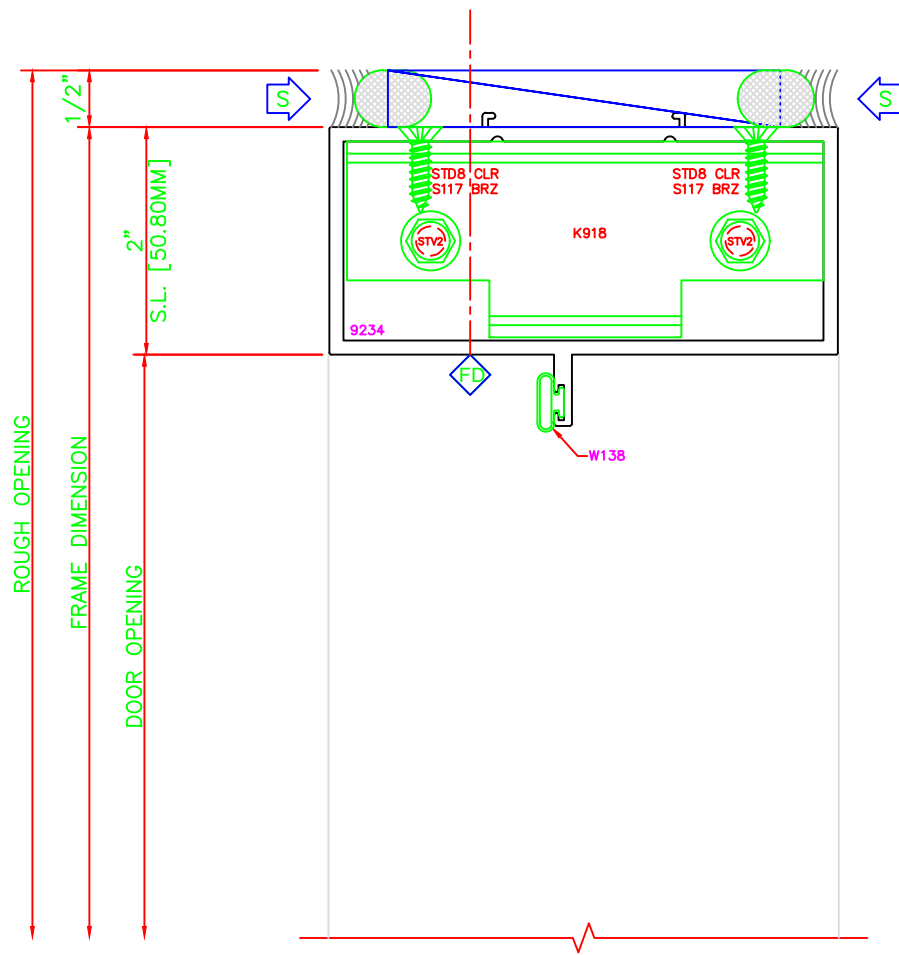 1/2”
S
S
2”
S.L. [50.80MM]
STD8 CLR
S117 BRZ
STD8 CLR
S117 BRZ
STV2
K918
STV2
9234
FD
W138
ROUGH OPENING
FRAME DIMENSION
DOOR OPENING